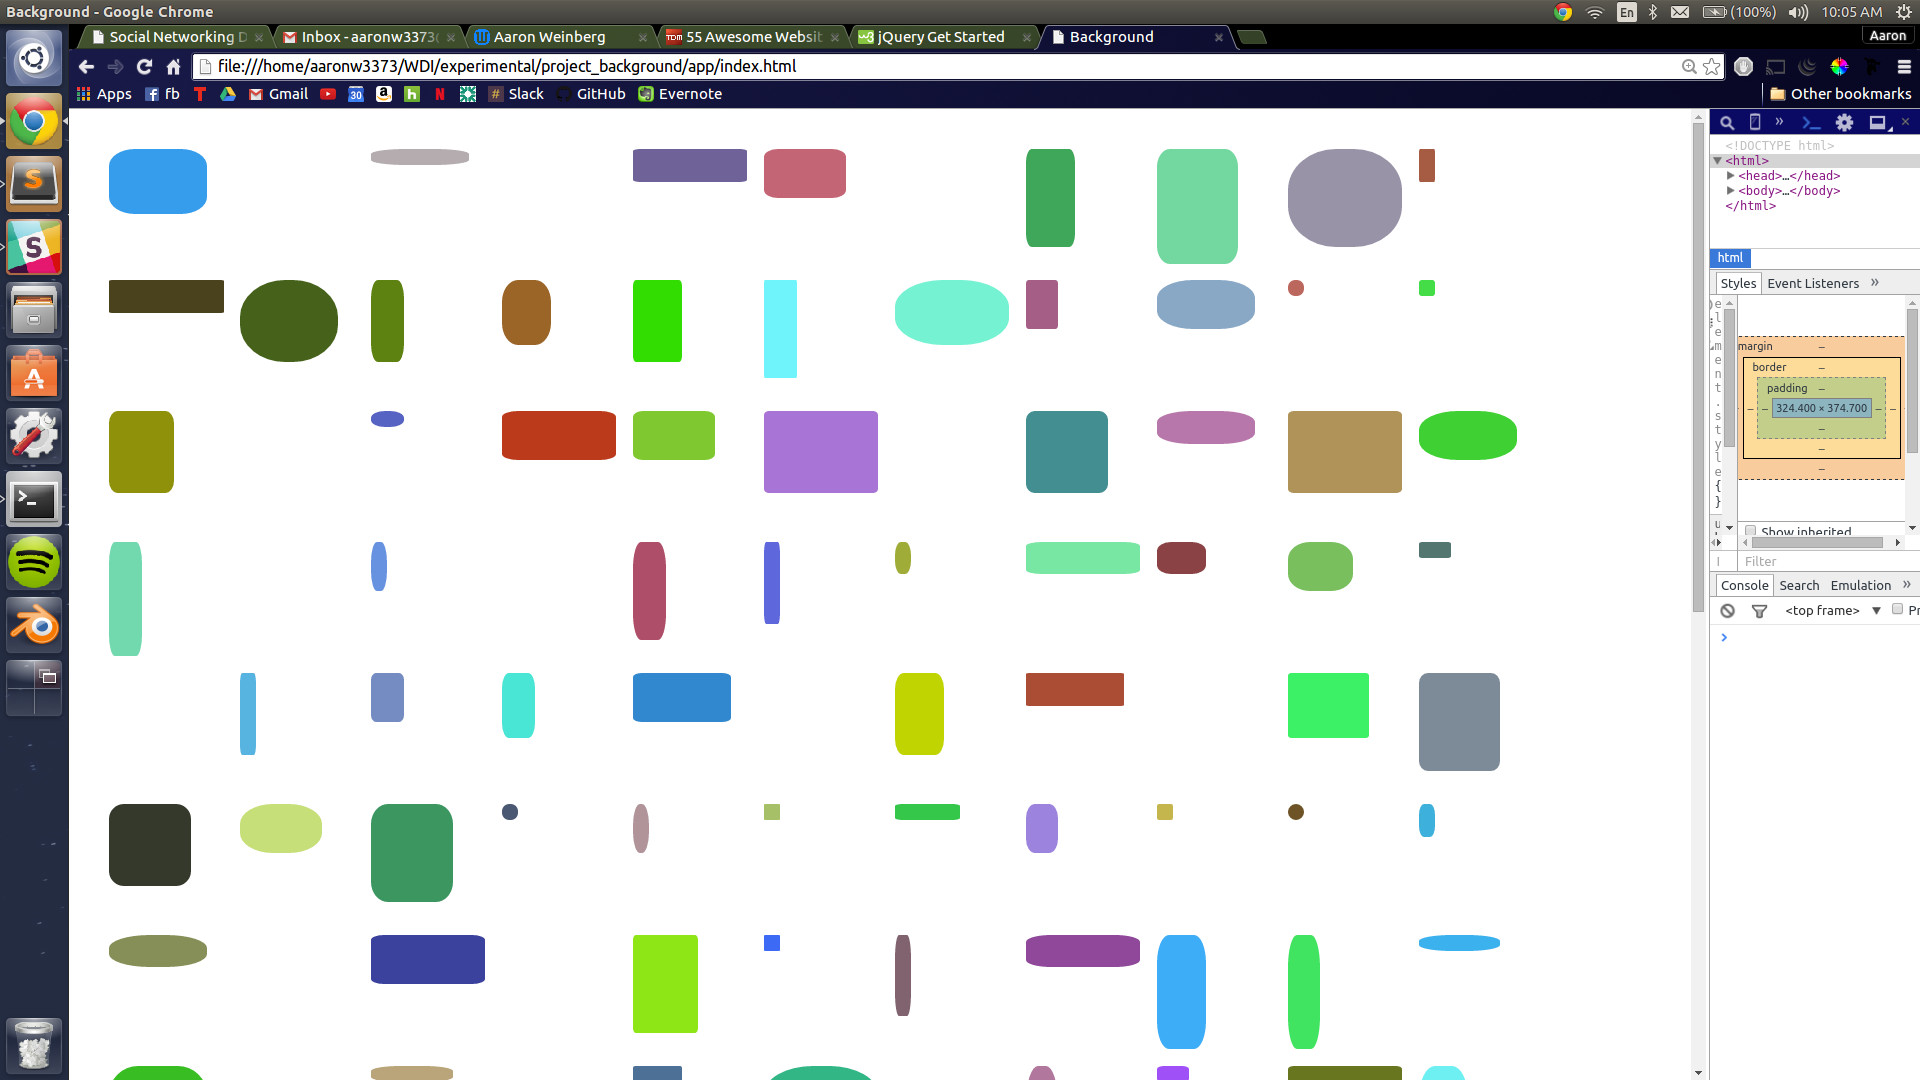 Background - Google Chrome
En
(100%)
10:05 AM
Social Networking D
Inbox - aaronw3373@
Aaron Weinberg
55 Awesome Websit
jQuery Get Started
Background
Aaron
file:///home/aaronw3373/WDI/experimental/project_background/app/index.html
Apps
fb
Gmail
Slack
GitHub
Evernote
Other bookmarks
<!DOCTYPE html>
▼<html>
▶<head>…</head>
▶<body>…</body>
</html>
html
Styles Event Listeners »
element.style {
}
margin –
border –
padding –
– – 324.400 × 374.700 – –
–
–
–
Show inherited
Filter
Console Search Emulation »
<top frame> ▼ Pr
>